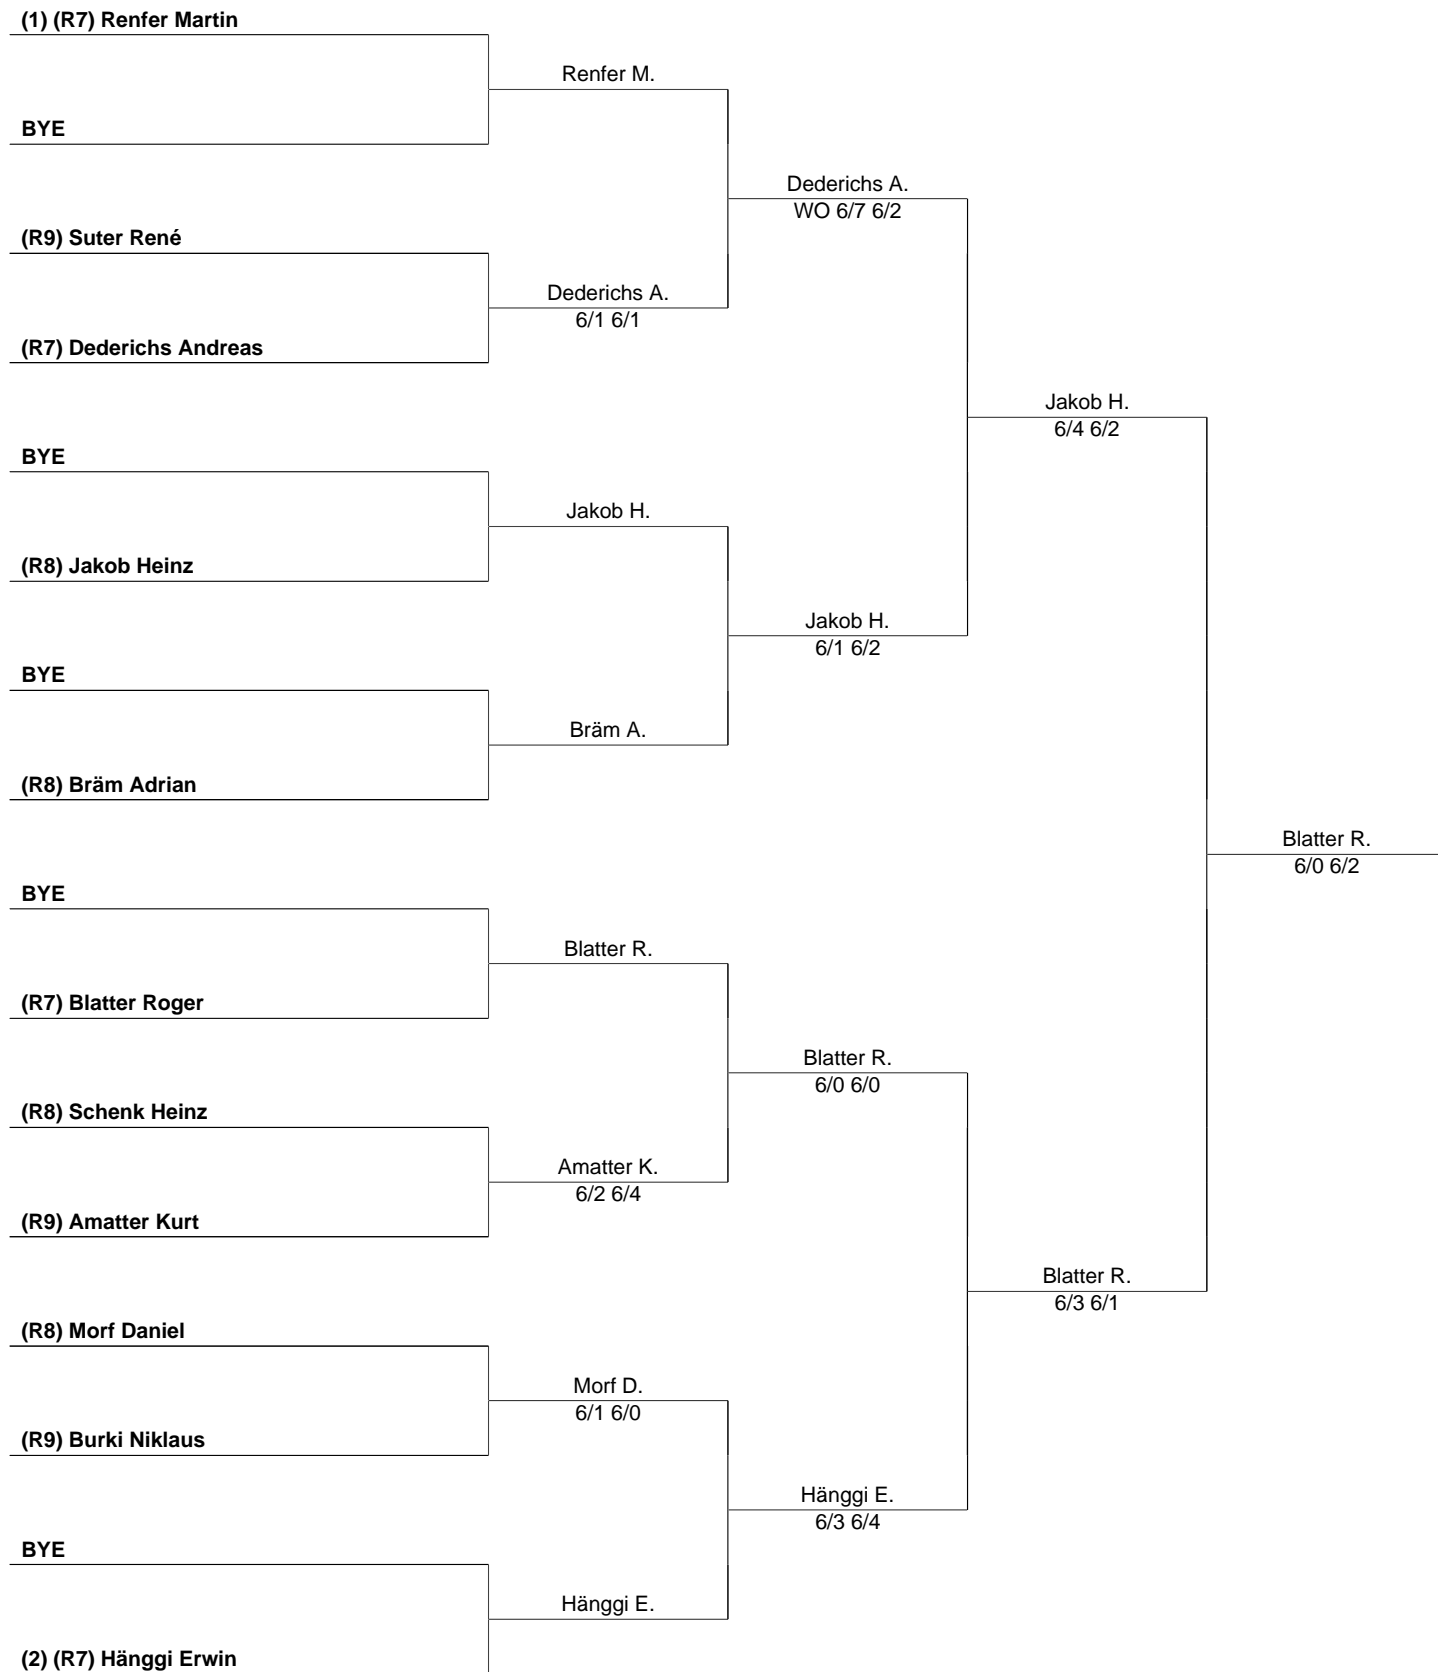 (1) (R7) Renfer Martin
Renfer M.
BYE
Dederichs A.
WO 6/7 6/2
(R9) Suter René
Dederichs A.
6/1 6/1
(R7) Dederichs Andreas
Jakob H.
6/4 6/2
BYE
Jakob H.
(R8) Jakob Heinz
Jakob H.
6/1 6/2
BYE
Bräm A.
(R8) Bräm Adrian
Blatter R.
6/0 6/2
BYE
Blatter R.
(R7) Blatter Roger
Blatter R.
6/0 6/0
(R8) Schenk Heinz
Amatter K.
6/2 6/4
(R9) Amatter Kurt
Blatter R.
6/3 6/1
(R8) Morf Daniel
Morf D.
6/1 6/0
(R9) Burki Niklaus
Hänggi E.
6/3 6/4
BYE
Hänggi E.
(2) (R7) Hänggi Erwin